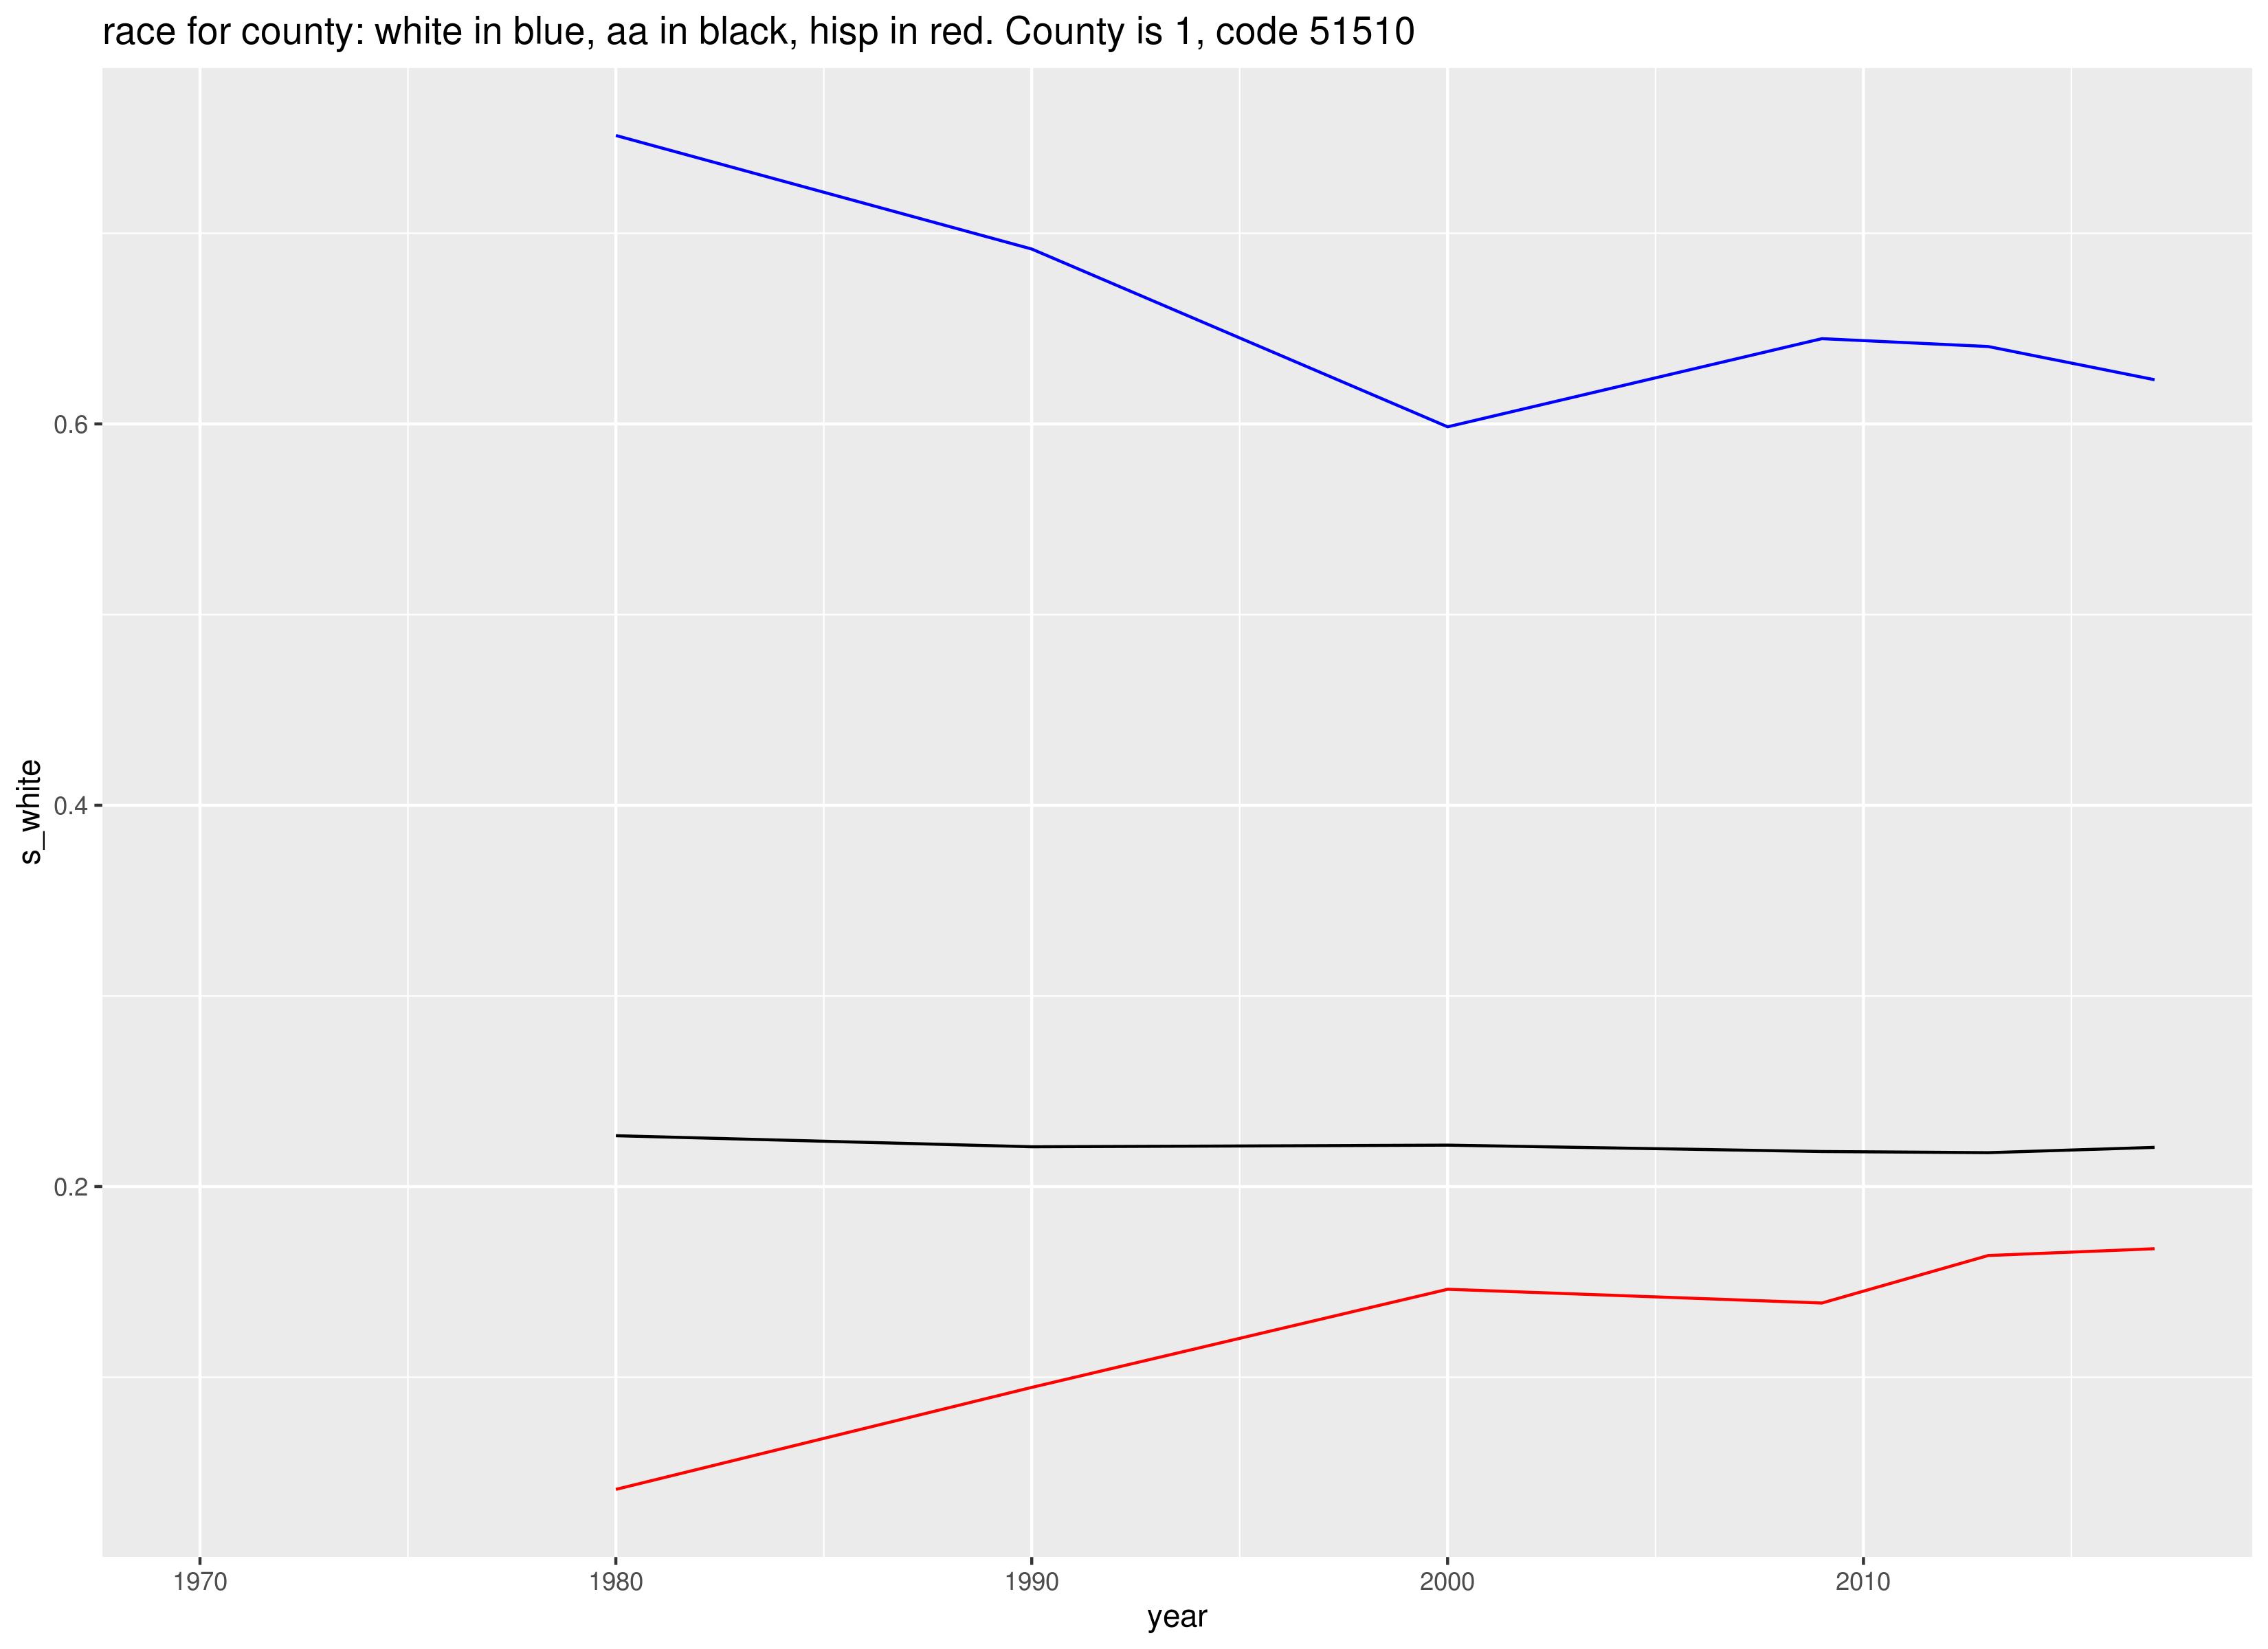 race for county: white in blue, aa in black, hisp in red. County is 1, code 51510
s_white
0.6
0.4
0.2
1970 1980 1990 2000 2010
year